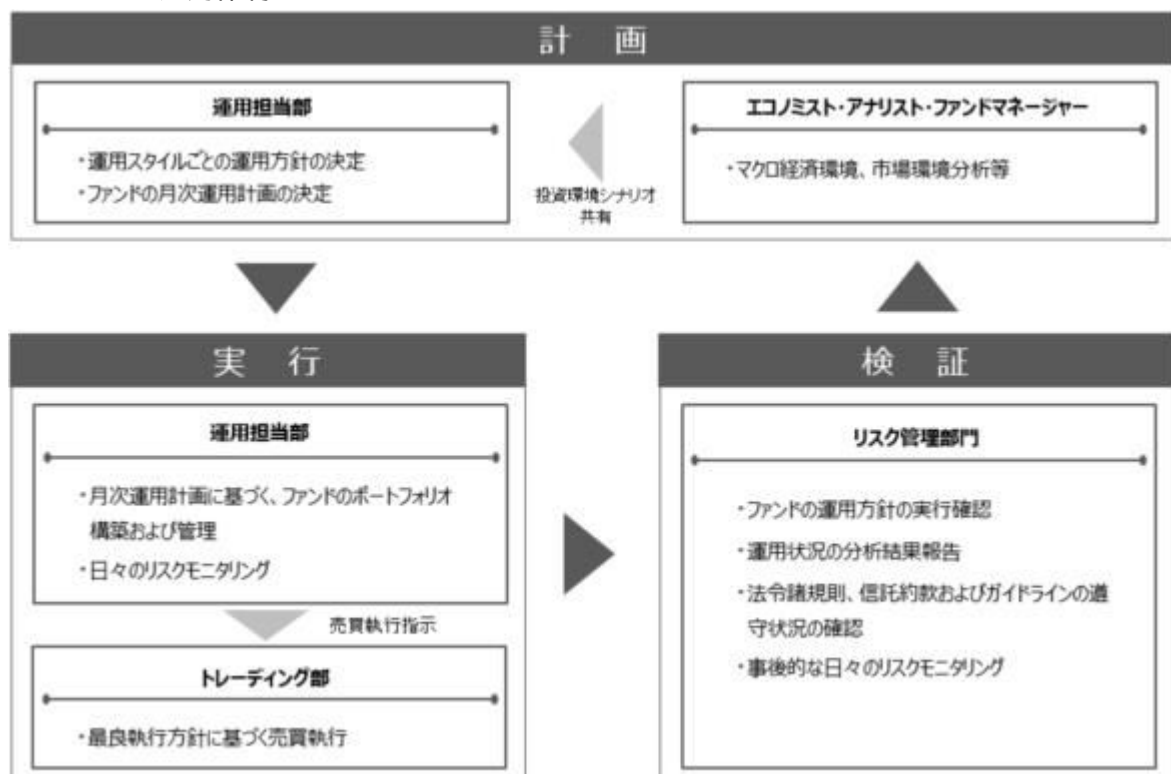 計 画
運用担当部
・運用スタイルごとの運用方針の決定
・ファンドの月次運用計画の決定
投資環境シナリオ
共有
エコノミスト・アナリスト・ファンドマネージャー
・マクロ経済環境、市場環境分析等
実 行
運用担当部
・月次運用計画に基づく、ファンドのポートフォリオ
構築および管理
・日々のリスクモニタリング
売買執行指示
トレーディング部
・最良執行方針に基づく売買執行
検 証
リスク管理部門
・ファンドの運用方針の実行確認
・運用状況の分析結果報告
・法令諸規則、信託約款およびガイドラインの遵
守状況の確認
・事後的な日々のリスクモニタリング